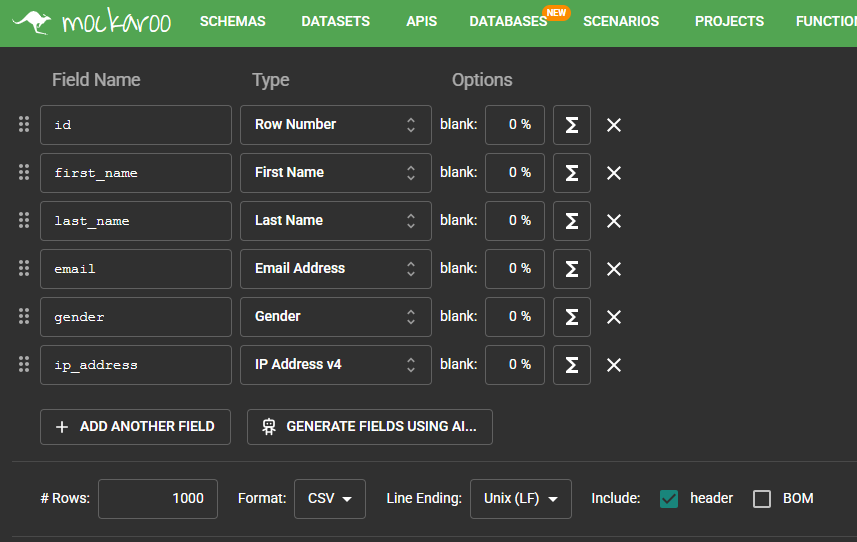 mockaroo SCHEMAS DATASETS APIS DATABASES NEW SCENARIOS PROJECTS FUNCTIO
Field Name Type Options
id Row Number blank: 0 % Σ
first_name First Name blank: 0 % Σ
last_name Last Name blank: 0 % Σ
email Email Address blank: 0 % Σ
gender Gender blank: 0 % Σ
ip_address IP Address v4 blank: 0 % Σ
ADD ANOTHER FIELD GENERATE FIELDS USING AI...
# Rows: 1000 Format: CSV Line Ending: Unix (LF) Include: header BOM